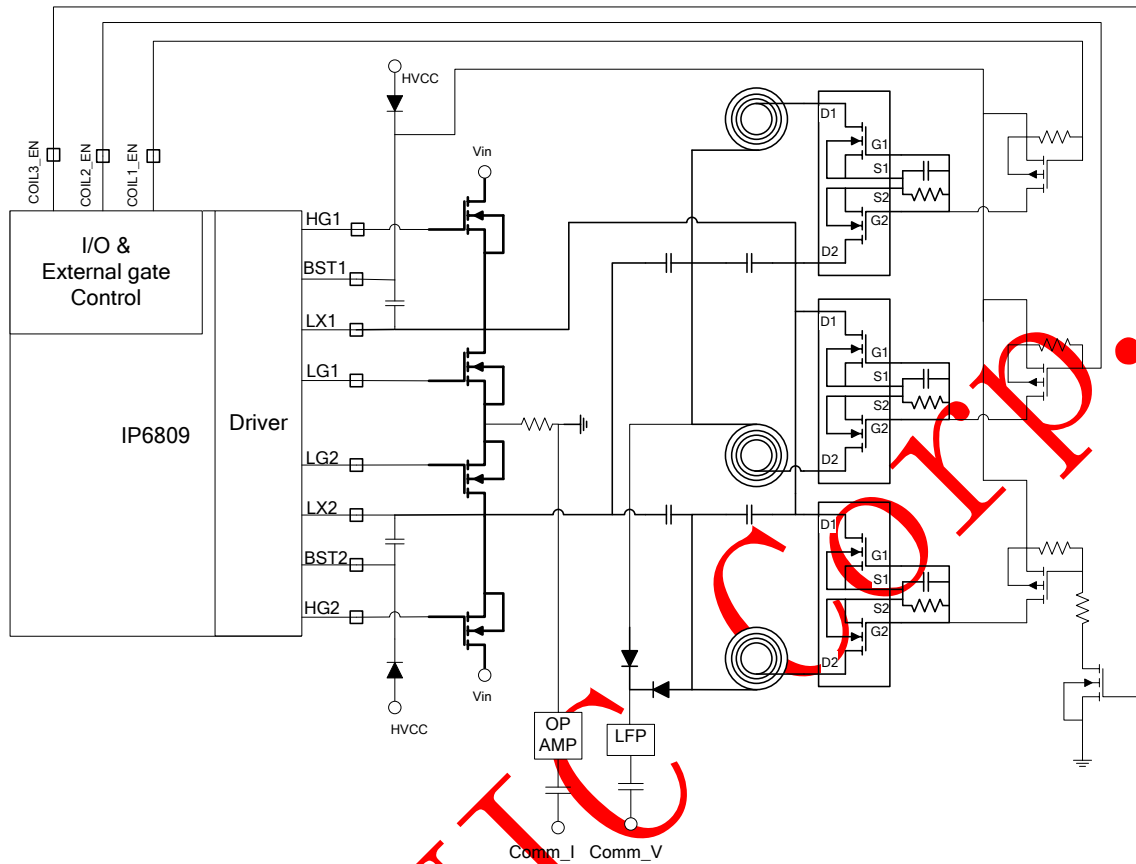 HVCC
Vin
COIL3_EN
COIL2_EN
COIL1_EN
I/O &
External gate
Control
IP6809
Driver
HG1
BST1
LX1
LG1
LG2
LX2
BST2
HG2
Vin
HVCC
D1
G1
S1
S2
G2
D2
D1
G1
S1
S2
G2
D2
D1
G1
S1
S2
G2
D2
OP
AMP
LFP
Comm_I
Comm_V
IC Corp.